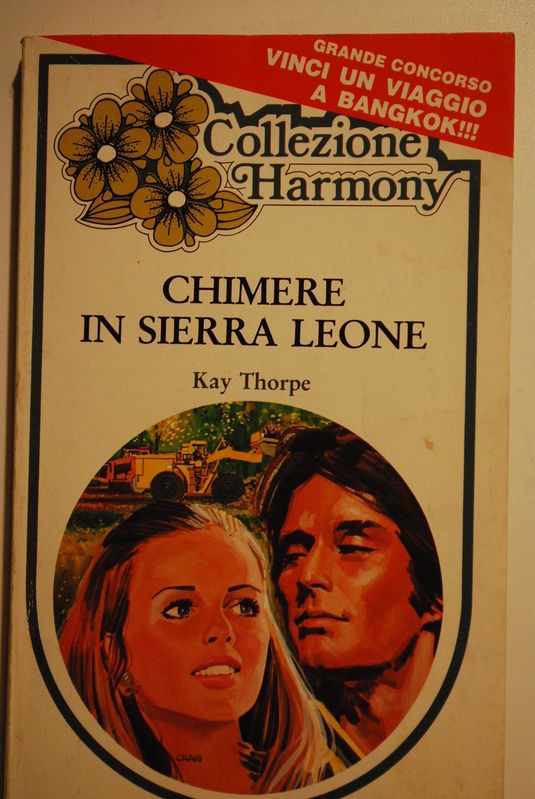 GRANDE CONCORSO
VINCI UN VIAGGIO
A BANGKOK!!!
Collezione
Harmony
CHIMERE
IN SIERRA LEONE
Kay Thorpe
CRAIG